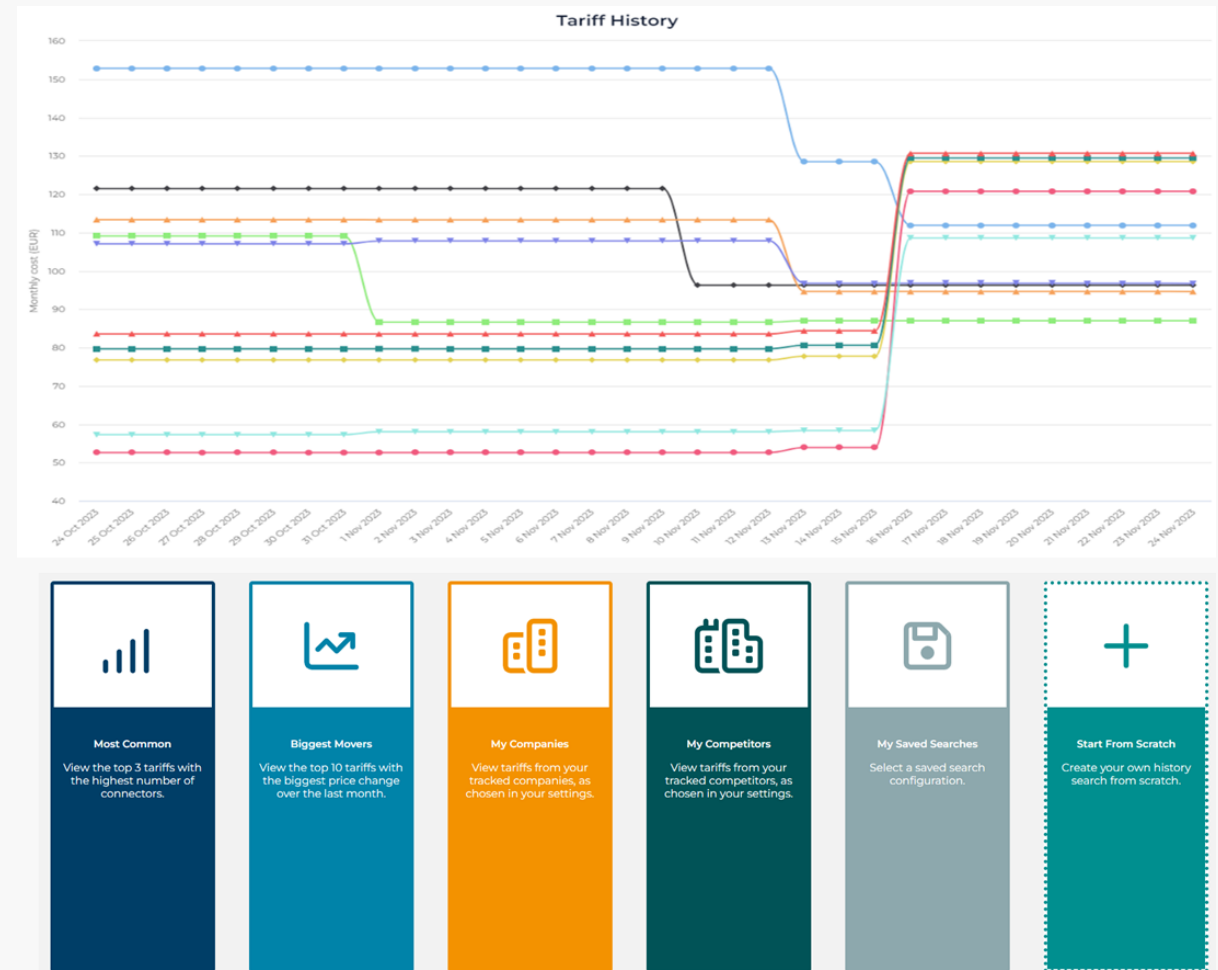 Tariff History
160
150
140
130
120
110
100
90
80
70
60
50
40
Monthly cost (EUR)
24 Oct 2023
25 Oct 2023
26 Oct 2023
27 Oct 2023
28 Oct 2023
29 Oct 2023
30 Oct 2023
31 Oct 2023
1 Nov 2023
2 Nov 2023
3 Nov 2023
4 Nov 2023
5 Nov 2023
6 Nov 2023
7 Nov 2023
8 Nov 2023
9 Nov 2023
10 Nov 2023
11 Nov 2023
12 Nov 2023
13 Nov 2023
14 Nov 2023
15 Nov 2023
16 Nov 2023
17 Nov 2023
18 Nov 2023
19 Nov 2023
20 Nov 2023
21 Nov 2023
22 Nov 2023
23 Nov 2023
24 Nov 2023
Most Common
View the top 3 tariffs with
the highest number of
connectors.
Biggest Movers
View the top 10 tariffs with
the biggest price change
over the last month.
My Companies
View tariffs from your
tracked companies, as
chosen in your settings.
My Competitors
View tariffs from your
tracked competitors, as
chosen in your settings.
My Saved Searches
Select a saved search
configuration.
Start From Scratch
Create your own history
search from scratch.